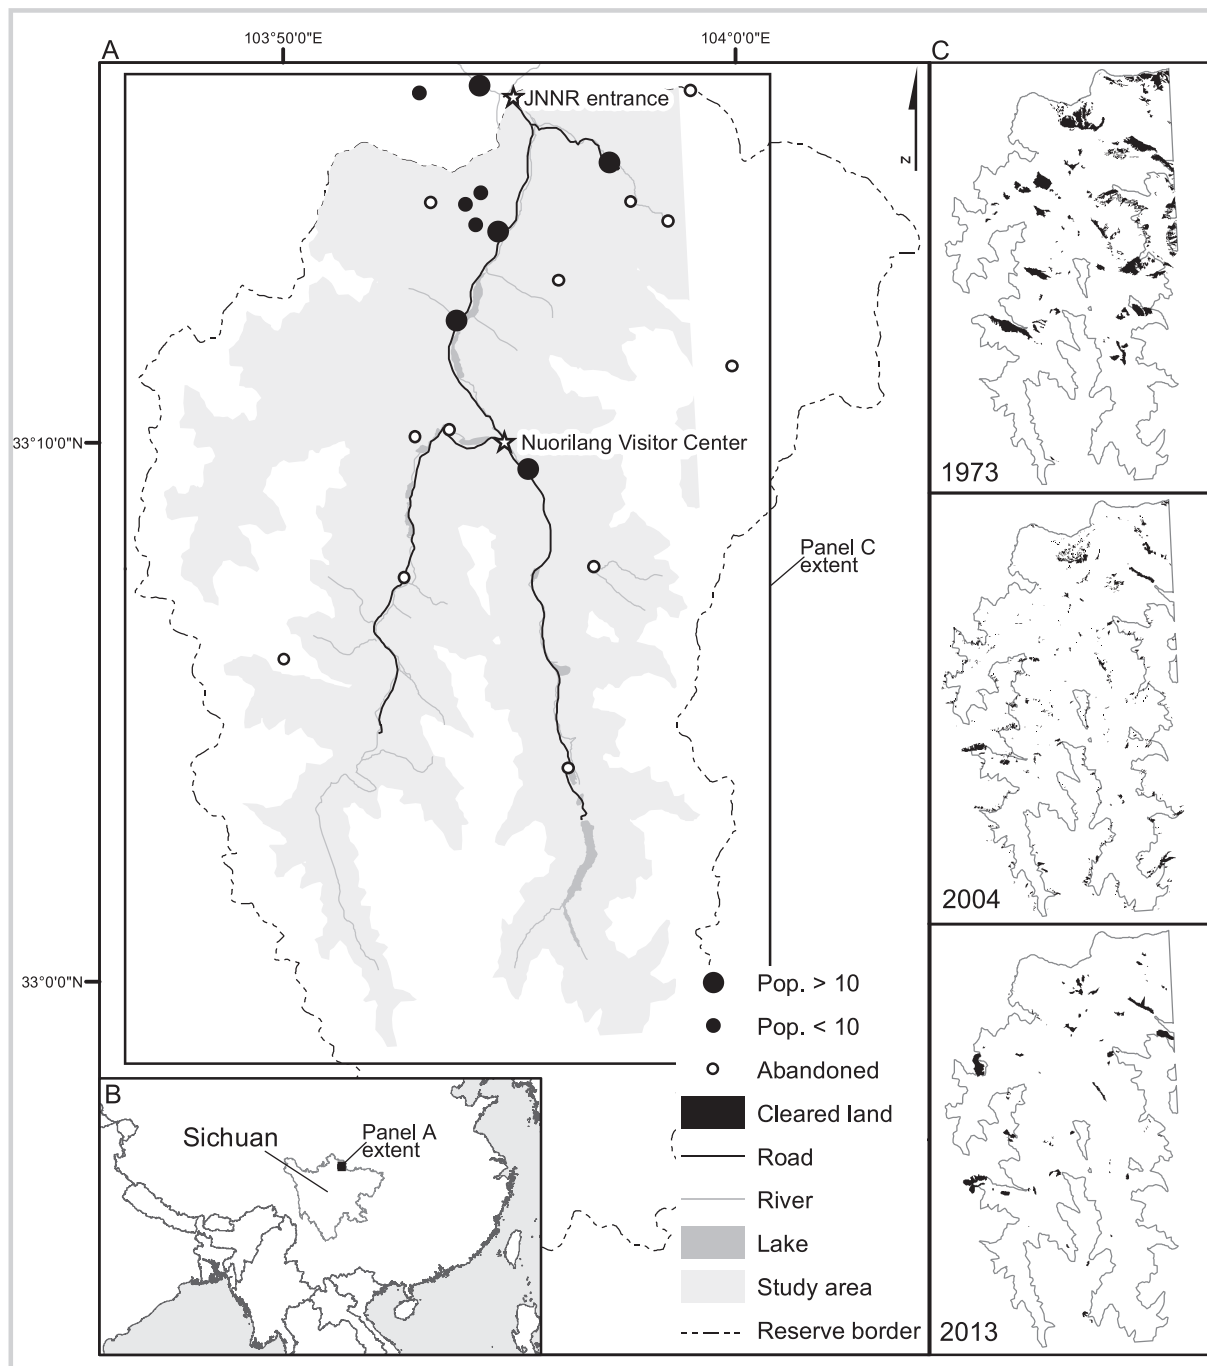 A
103°50'0"E
104°0'0"E
C
JNNR entrance
N
33°10'0"N
Nuorilang Visitor Center
Panel C
extent
33°0'0"N
Pop. > 10
Pop. < 10
Abandoned
Cleared land
Road
River
Lake
Study area
Reserve border
B
Sichuan
Panel A
extent
1973
2004
2013